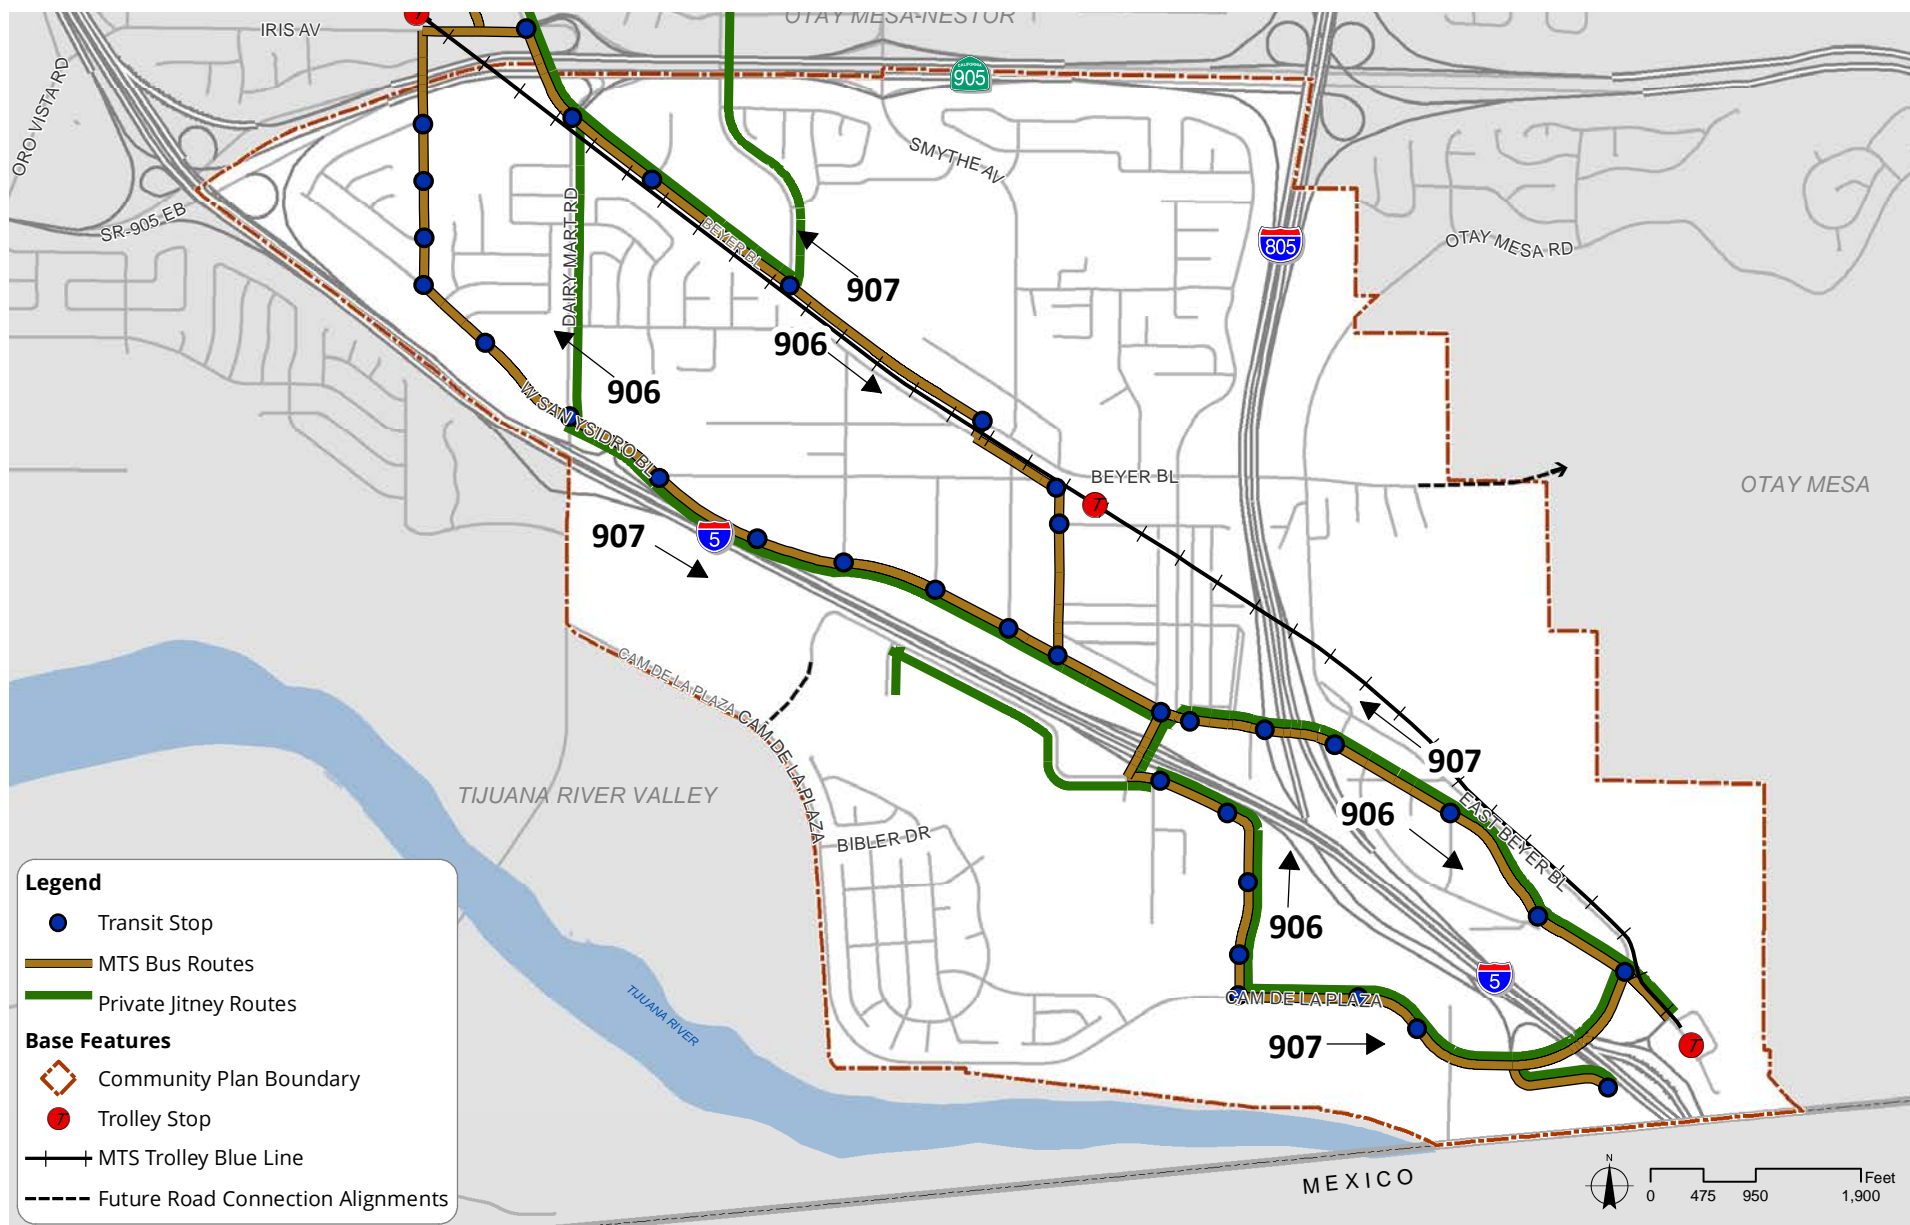 OTAY MESA-NESTOR
IRIS AV
CALIFORNIA
905
ORO VISTA RD
SMYTHE AV
SR-905 EB
DAIRY MART RD
BEYER BL
805
OTAY MESA RD
907
906
906
W SAN YSIDRO BL
BEYER BL
OTAY MESA
907
5
CAM DE LA PLAZA
CAM DE LA PLAZA
907
TIJUANA RIVER VALLEY
906
EAST BEYER BL
BIBLER DR
906
5
CAM DE LA PLAZA
TIJUANA RIVER
907
MEXICO
Legend
Transit Stop
MTS Bus Routes
Private Jitney Routes
Base Features
Community Plan Boundary
T
Trolley Stop
MTS Trolley Blue Line
Future Road Connection Alignments
T
T
T
N
Feet
0 475 950 1,900